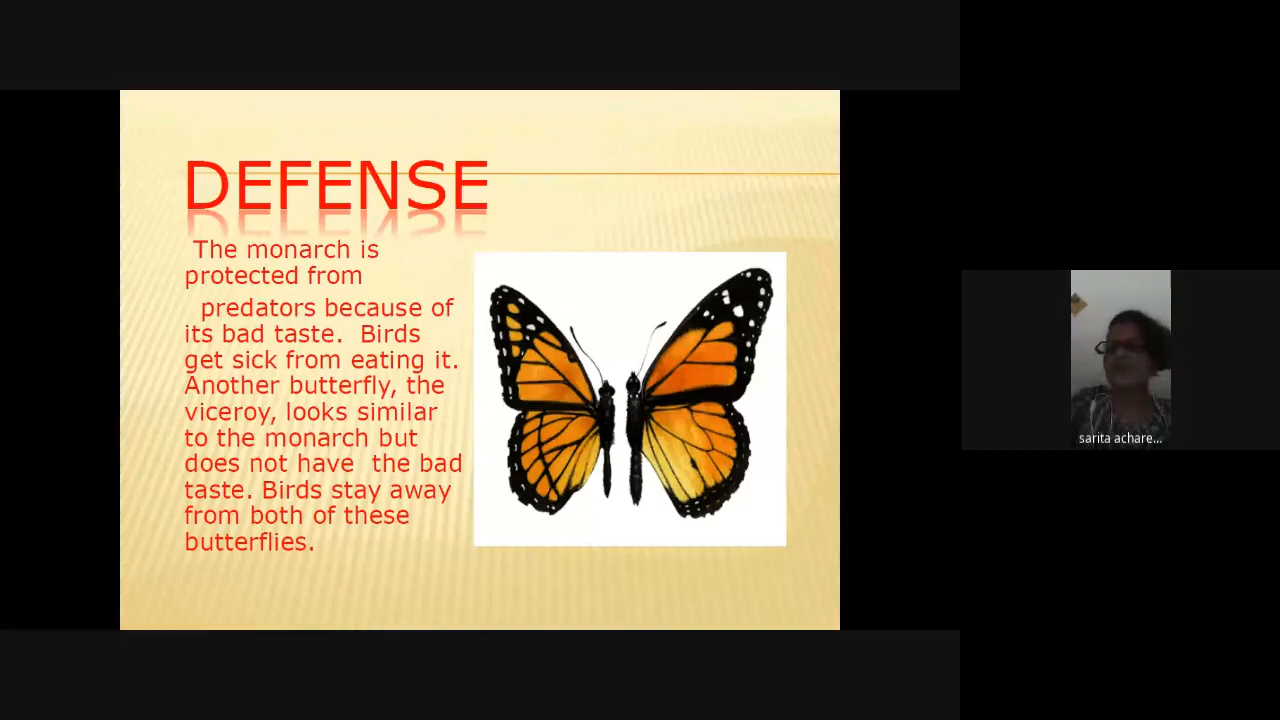 DEFENSE
The monarch is
protected from
predators because of
its bad taste.  Birds
get sick from eating it.
Another butterfly, the
viceroy, looks similar
to the monarch but
does not have  the bad
taste. Birds stay away
from both of these
butterflies.
sarita achare...